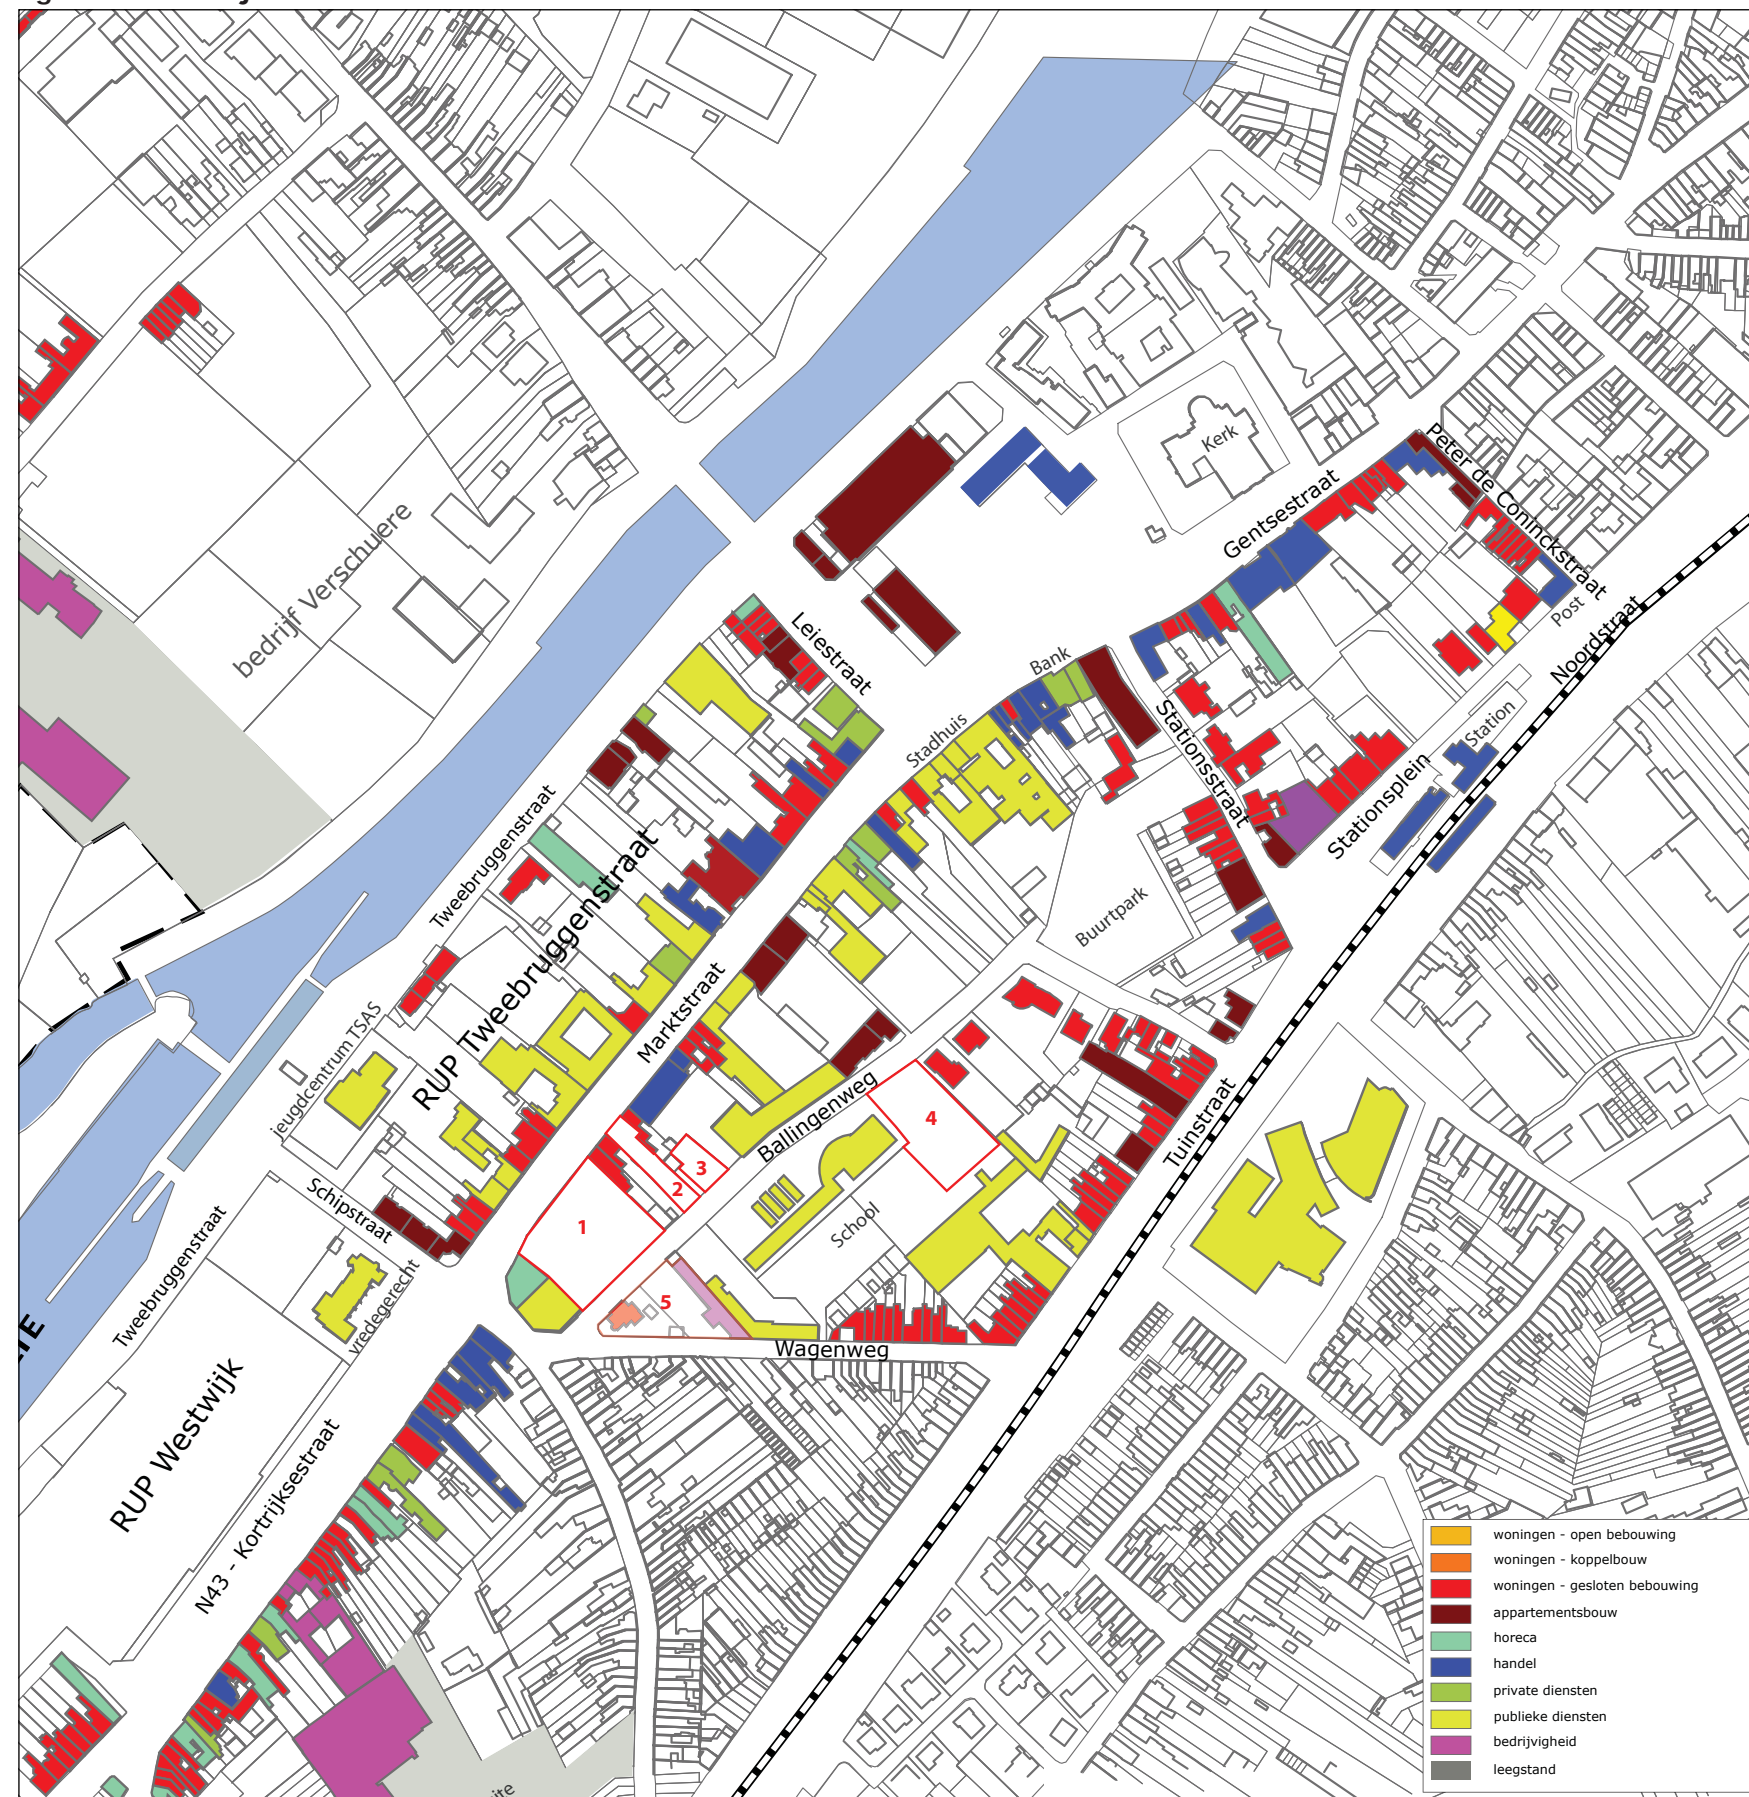 Kerk
Peter de Coninckstraat
Gentsestraat
bedrijf Verschuere
Post
Noordstraat
Leiestraat
Bank
Stationsstraat
Station
Stadhuis
Stationsplein
Tweebruggenstraat
RUP Tweebruggenstraat
Buurtpark
Marktstraat
jeugdcentrum TSAS
Ballingenweg
4
Tuinstraat
3
2
Schipstraat
1
School
Tweebruggenstraat
vredegerecht
5
Wagenweg
RUP Westwijk
N43 - Kortrijksestraat
woningen - open bebouwing
woningen - koppelbouw
woningen - gesloten bebouwing
appartementsbouw
horeca
handel
private diensten
publieke diensten
bedrijvigheid
leegstand